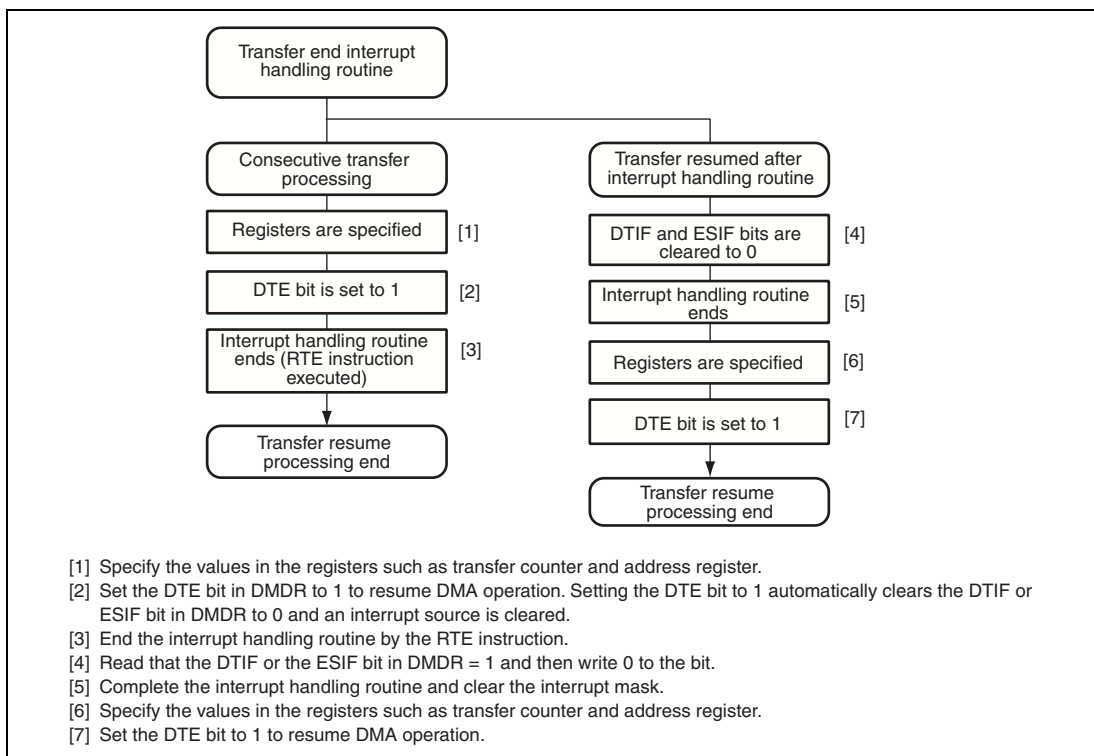 Transfer end interrupt
handling routine
Consecutive transfer
processing
Registers are specified [1]
DTE bit is set to 1 [2]
Interrupt handling routine
ends (RTE instruction
executed) [3]
Transfer resume
processing end
Transfer resumed after
interrupt handling routine
DTIF and ESIF bits are
cleared to 0 [4]
Interrupt handling routine
ends [5]
Registers are specified [6]
DTE bit is set to 1 [7]
Transfer resume
processing end
[1] Specify the values in the registers such as transfer counter and address register.
[2] Set the DTE bit in DMDR to 1 to resume DMA operation. Setting the DTE bit to 1 automatically clears the DTIF or
ESIF bit in DMDR to 0 and an interrupt source is cleared.
[3] End the interrupt handling routine by the RTE instruction.
[4] Read that the DTIF or the ESIF bit in DMDR = 1 and then write 0 to the bit.
[5] Complete the interrupt handling routine and clear the interrupt mask.
[6] Specify the values in the registers such as transfer counter and address register.
[7] Set the DTE bit to 1 to resume DMA operation.